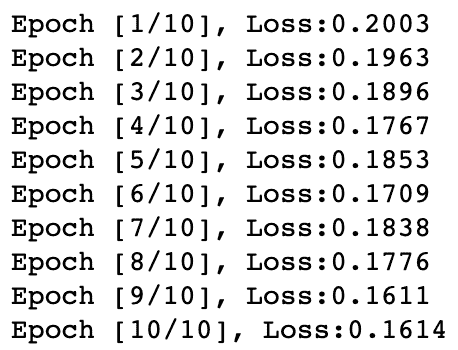 Epoch [1/10], Loss:0.2003
Epoch [2/10], Loss:0.1963
Epoch [3/10], Loss:0.1896
Epoch [4/10], Loss:0.1767
Epoch [5/10], Loss:0.1853
Epoch [6/10], Loss:0.1709
Epoch [7/10], Loss:0.1838
Epoch [8/10], Loss:0.1776
Epoch [9/10], Loss:0.1611
Epoch [10/10], Loss:0.1614